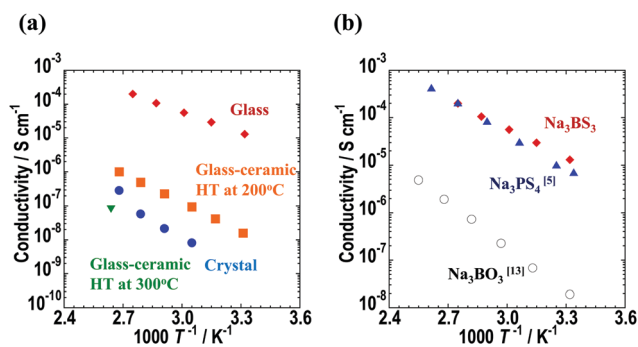 (a)
Conductivity / S cm⁻¹
10⁻³
10⁻⁴
10⁻⁵
10⁻⁶
10⁻⁷
10⁻⁸
10⁻⁹
10⁻¹⁰
Glass
Glass-ceramic
HT at 200°C
Glass-ceramic
HT at 300°C
Crystal
2.4 2.7 3.0 3.3 3.6
1000 T⁻¹ / K⁻¹
(b)
Conductivity / S cm⁻¹
10⁻³
10⁻⁴
10⁻⁵
10⁻⁶
10⁻⁷
10⁻⁸
Na₃BS₃
Na₃PS₄ [5]
Na₃BO₃ [13]
2.4 2.7 3.0 3.3 3.6
1000 T⁻¹ / K⁻¹